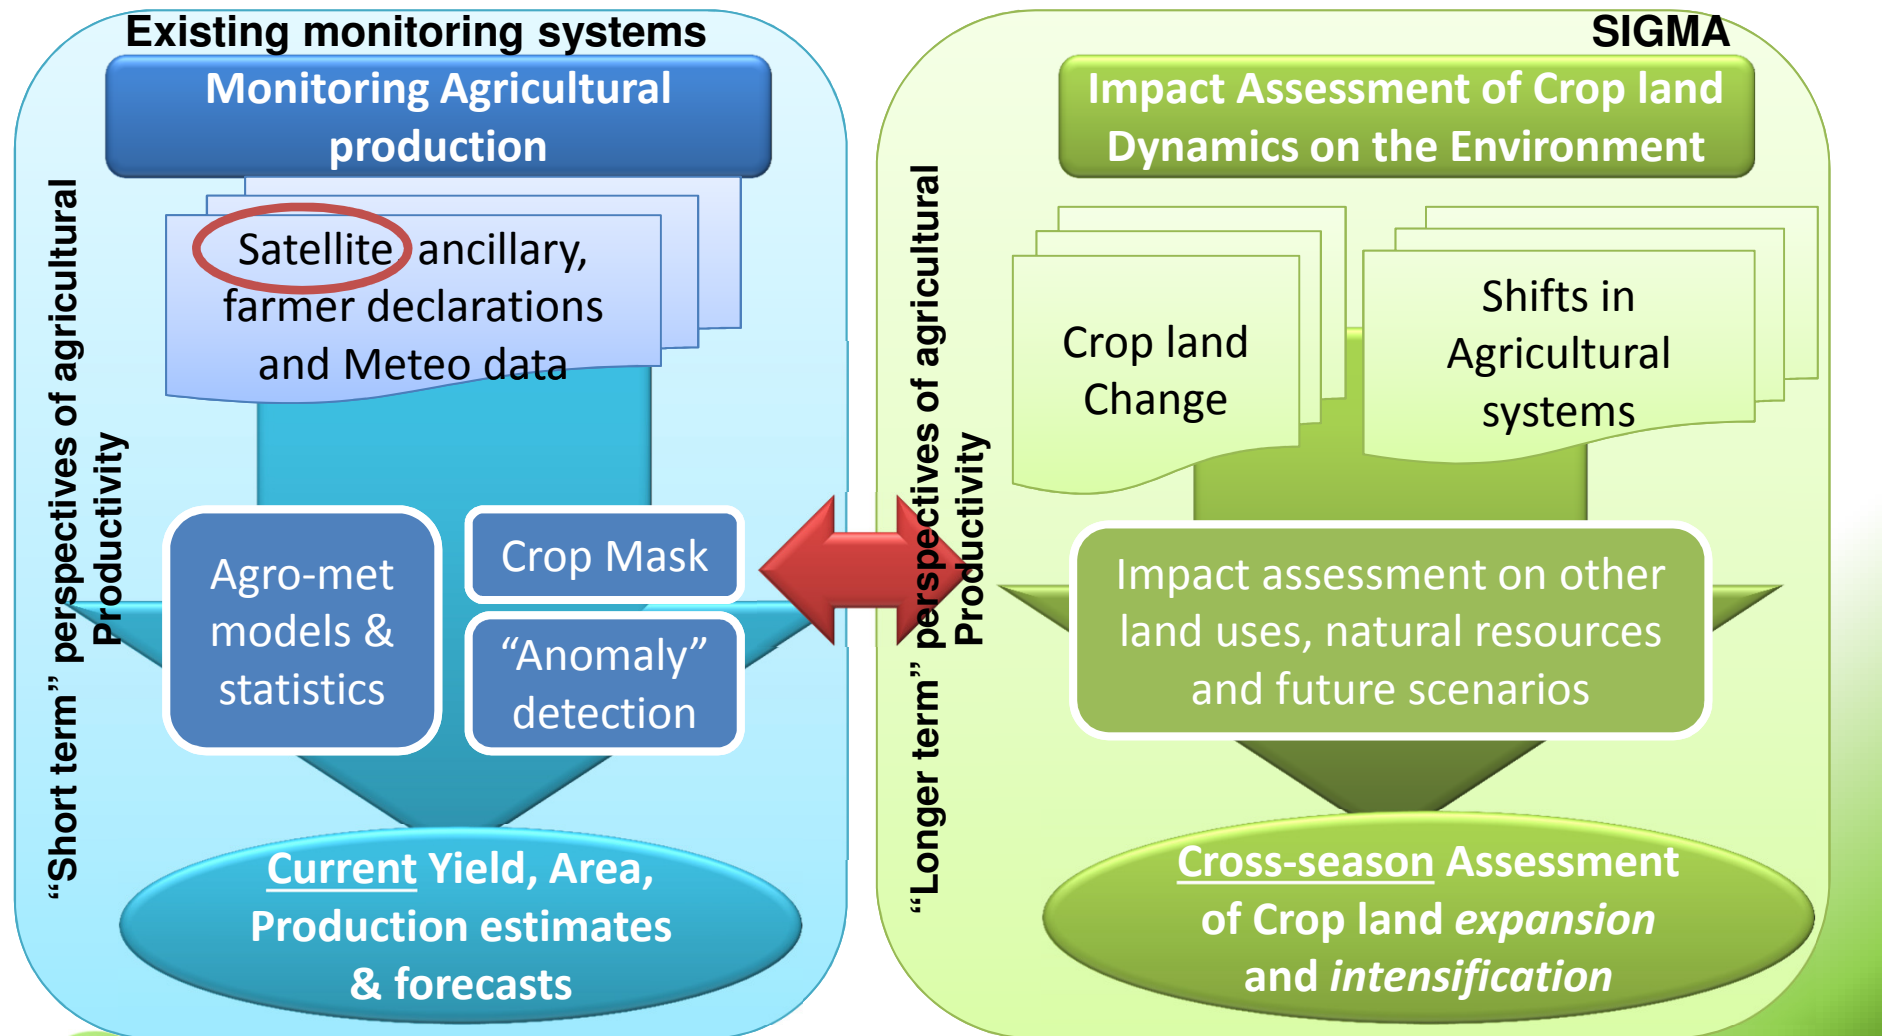 Existing monitoring systems
Monitoring Agricultural
production
“Short term” perspectives of agricultural
Productivity
Satellite, ancillary,
farmer declarations
and Meteo data
Agro-met
models &
statistics
Crop Mask
“Anomaly”
detection
Current Yield, Area,
Production estimates
& forecasts
SIGMA
Impact Assessment of Crop land
Dynamics on the Environment
“Longer term” perspectives of agricultural
Productivity
Crop land
Change
Shifts in
Agricultural
systems
Impact assessment on other
land uses, natural resources
and future scenarios
Cross-season Assessment
of Crop land expansion
and intensification